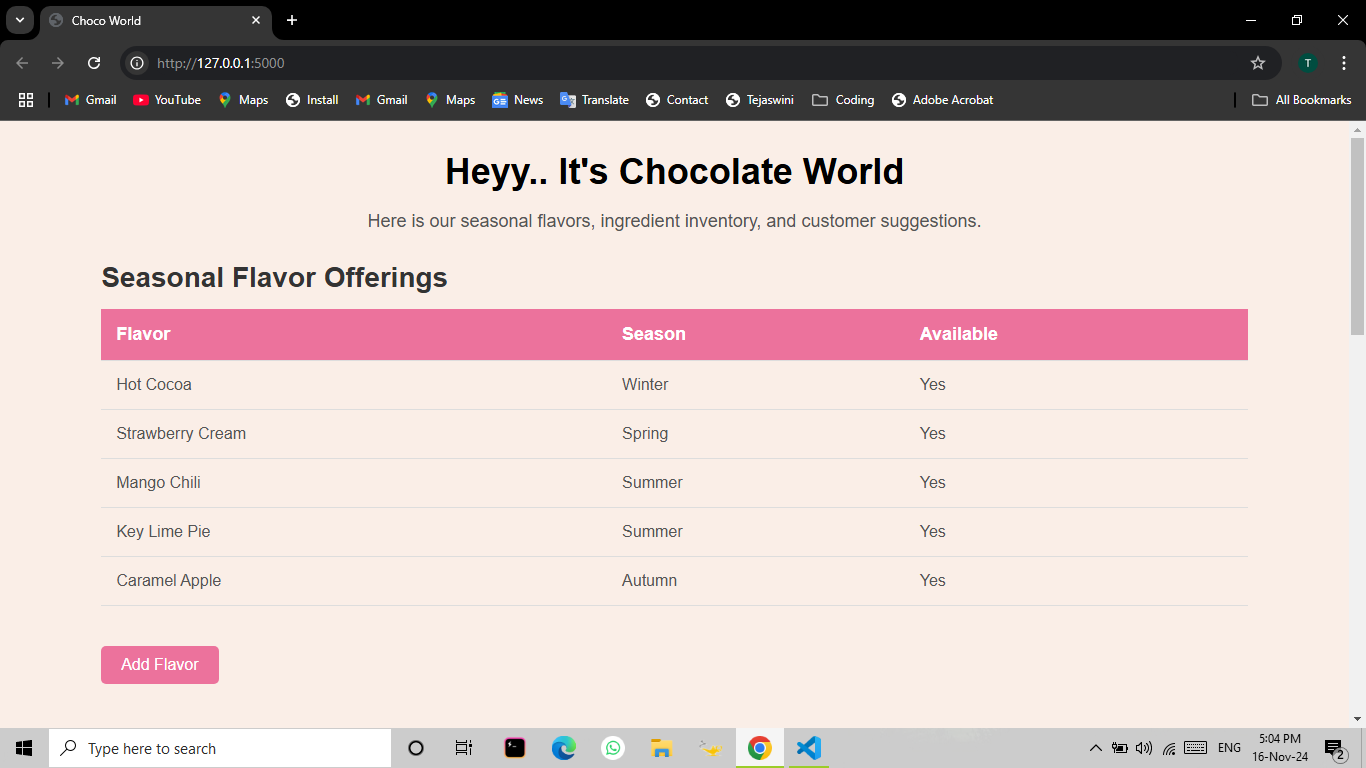 Choco World
http://127.0.0.1:5000
T
Gmail YouTube Maps Install Gmail Maps News Translate Contact Tejaswini Coding Adobe Acrobat All Bookmarks
Heyy.. It's Chocolate World
Here is our seasonal flavors, ingredient inventory, and customer suggestions.
Seasonal Flavor Offerings
Flavor Season Available
Hot Cocoa Winter Yes
Strawberry Cream Spring Yes
Mango Chili Summer Yes
Key Lime Pie Summer Yes
Caramel Apple Autumn Yes
Add Flavor
Type here to search
ENG
5:04 PM
16-Nov-24
2